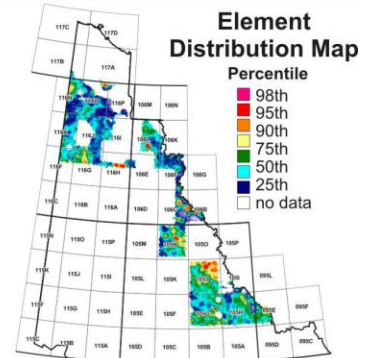 Element
Distribution Map
Percentile
98th
95th
90th
75th
50th
25th
no data
117C 117D
117B 117A
116P 106M 106N
116I 106K
116F 116G 116H 106E 106G
116C 116B 116A 106D 106B
115N 115O 115P 105M 105N 105O 105P
115K 115J 115I 105L 105K 105I 095L
115F 115G 115H 105E 105F 105H 095E 095F
115C 115B 115A 105D 105C 105B 105A 095D 095C